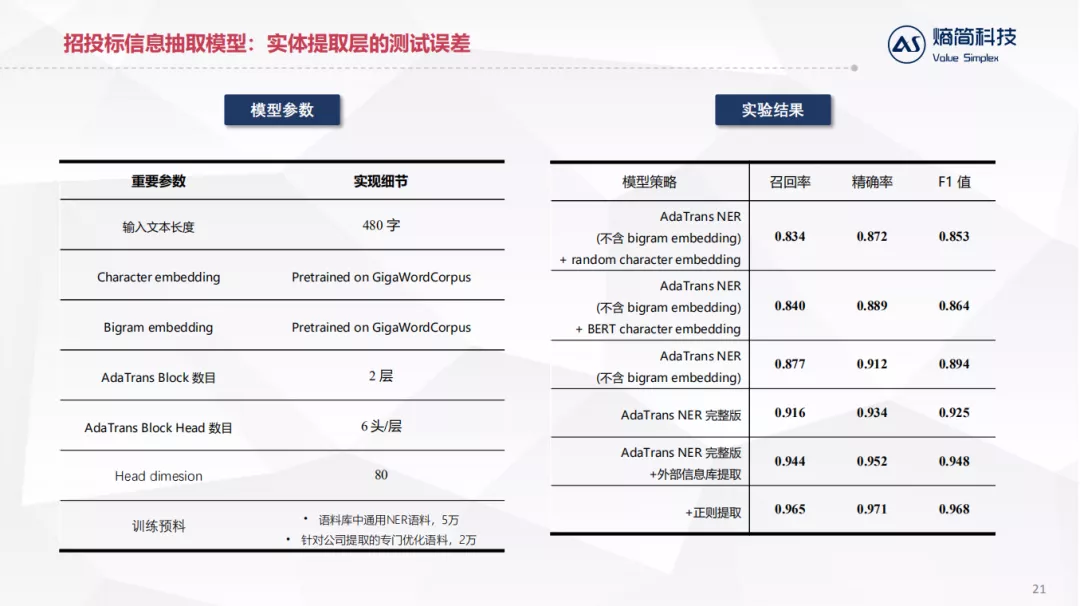 招投标信息抽取模型：实体提取层的测试误差
熵简科技
Value Simplex
模型参数
重要参数 实现细节
输入文本长度 480 字
Character embedding Pretrained on GigaWordCorpus
Bigram embedding Pretrained on GigaWordCorpus
AdaTrans Block 数目 2 层
AdaTrans Block Head 数目 6 头/层
Head dimesion 80
训练预料
• 语料库中通用NER语料，5万
• 针对公司提取的专门优化语料，2万
实验结果
模型策略 召回率 精确率 F1 值
AdaTrans NER
(不含 bigram embedding) 0.834 0.872 0.853
+ random character embedding
AdaTrans NER
(不含 bigram embedding) 0.840 0.889 0.864
+ BERT character embedding
AdaTrans NER
(不含 bigram embedding) 0.877 0.912 0.894
AdaTrans NER 完整版 0.916 0.934 0.925
AdaTrans NER 完整版
+外部信息库提取 0.944 0.952 0.948
+正则提取 0.965 0.971 0.968
21